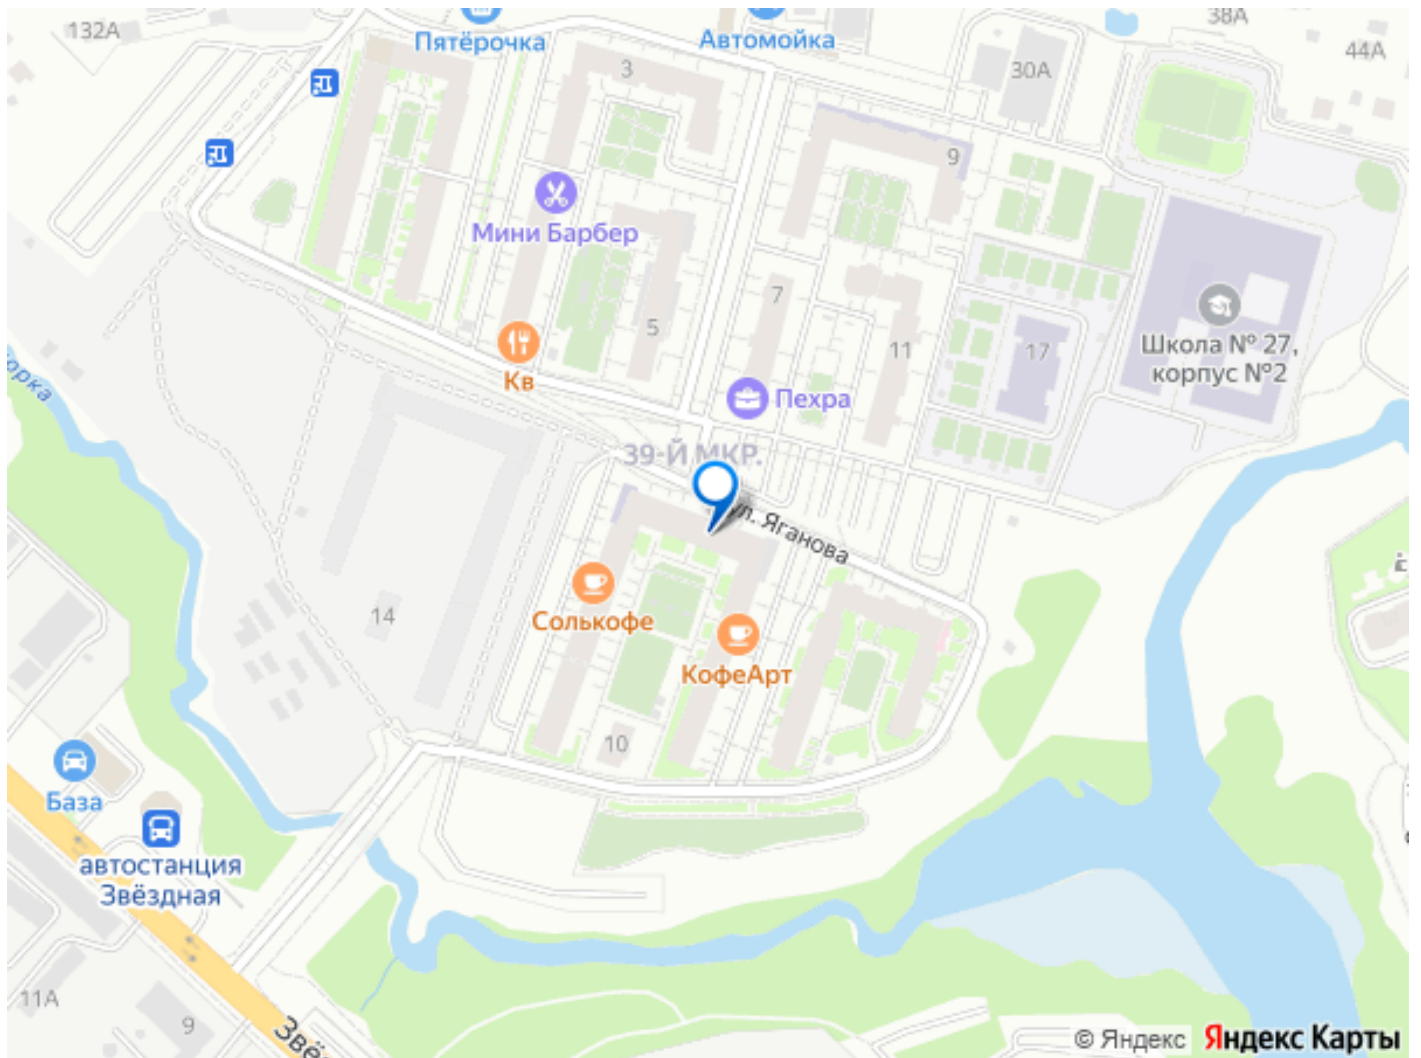 132А
Пятёрочка
Автомойка
38А
44А
3
30А
9
Мини Барбер
7
5
11
17
Школа № 27,
корпус №2
Кв
Пехра
39-Й МКР.
ул. Яганова
14
Солькофе
КофеАрт
10
База
автостанция
Звёздная
11А
9
© Яндекс Яндекс Карты